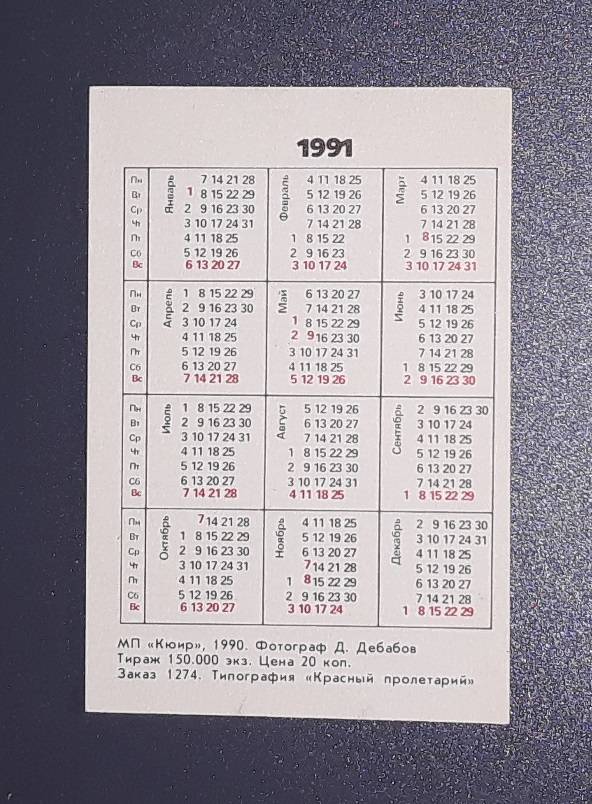 1991
Пн Январь 7 14 21 28 Февраль 4 11 18 25 Март 4 11 18 25
Вт 1 8 15 22 29 5 12 19 26 5 12 19 26
Ср 2 9 16 23 30 6 13 20 27 6 13 20 27
Чт 3 10 17 24 31 7 14 21 28 7 14 21 28
Пт 4 11 18 25 1 8 15 22 1 8 15 22 29
Сб 5 12 19 26 2 9 16 23 2 9 16 23 30
Вс 6 13 20 27 3 10 17 24 3 10 17 24 31
Пн Апрель 1 8 15 22 29 Май 6 13 20 27 Июнь 3 10 17 24
Вт 2 9 16 23 30 7 14 21 28 4 11 18 25
Ср 3 10 17 24 1 8 15 22 29 5 12 19 26
Чт 4 11 18 25 2 9 16 23 30 6 13 20 27
Пт 5 12 19 26 3 10 17 24 31 7 14 21 28
Сб 6 13 20 27 4 11 18 25 1 8 15 22 29
Вс 7 14 21 28 5 12 19 26 2 9 16 23 30
Пн Июль 1 8 15 22 29 Август 5 12 19 26 Сентябрь 2 9 16 23 30
Вт 2 9 16 23 30 6 13 20 27 3 10 17 24
Ср 3 10 17 24 31 7 14 21 28 4 11 18 25
Чт 4 11 18 25 1 8 15 22 29 5 12 19 26
Пт 5 12 19 26 2 9 16 23 30 6 13 20 27
Сб 6 13 20 27 3 10 17 24 31 7 14 21 28
Вс 7 14 21 28 4 11 18 25 1 8 15 22 29
Пн Октябрь 7 14 21 28 Ноябрь 4 11 18 25 Декабрь 2 9 16 23 30
Вт 1 8 15 22 29 5 12 19 26 3 10 17 24 31
Ср 2 9 16 23 30 6 13 20 27 4 11 18 25
Чт 3 10 17 24 31 7 14 21 28 5 12 19 26
Пт 4 11 18 25 1 8 15 22 29 6 13 20 27
Сб 5 12 19 26 2 9 16 23 30 7 14 21 28
Вс 6 13 20 27 3 10 17 24 1 8 15 22 29
МП «Кюир», 1990. Фотограф Д. Дебабов
Тираж 150.000 экз. Цена 20 коп.
Заказ 1274. Типография «Красный пролетарий»